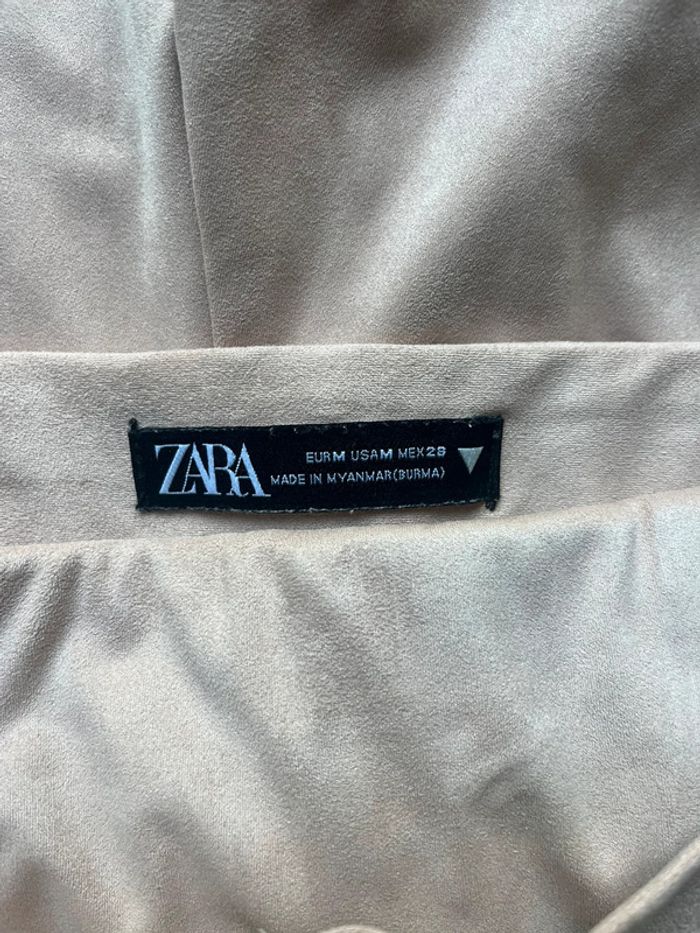 ZARA
EUR M USA M MEX 28
MADE IN MYANMAR (BURMA)